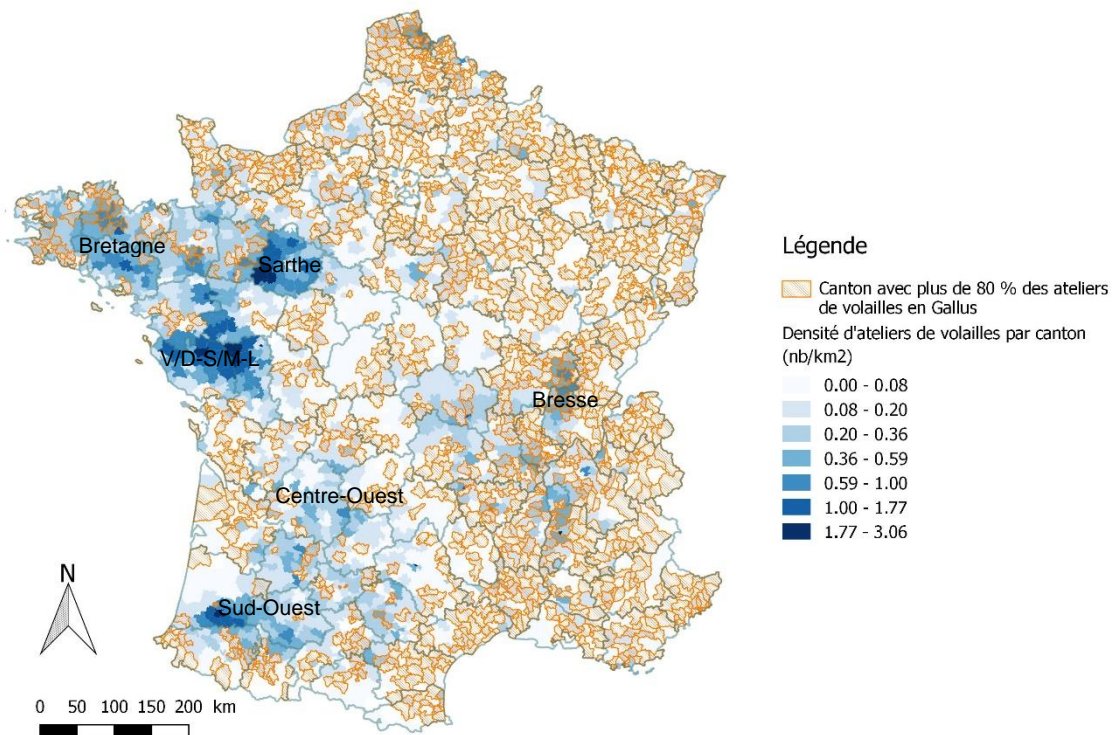 Bretagne
Sarthe
V/D-S/M-L
Bresse
Centre-Ouest
Sud-Ouest
N
0 50 100 150 200 km
Légende
Canton avec plus de 80 % des ateliers
de volailles en Gallus
Densité d'ateliers de volailles par canton
(nb/km2)
0.00 - 0.08
0.08 - 0.20
0.20 - 0.36
0.36 - 0.59
0.59 - 1.00
1.00 - 1.77
1.77 - 3.06